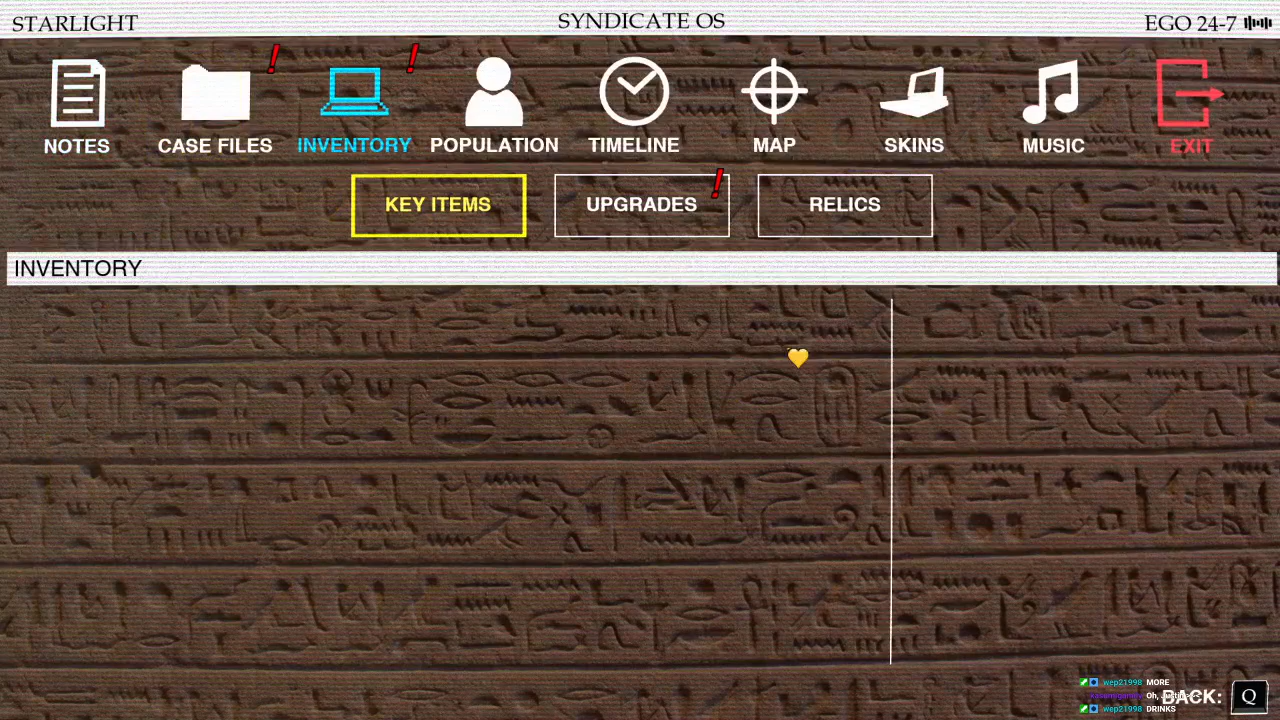 STARLIGHT SYNDICATE OS EGO 24-7
NOTES CASE FILES INVENTORY POPULATION TIMELINE MAP SKINS MUSIC EXIT
KEY ITEMS UPGRADES RELICS
INVENTORY
wep21998 MORE
Oh,
BACK: Q
wep21998 DRINKS